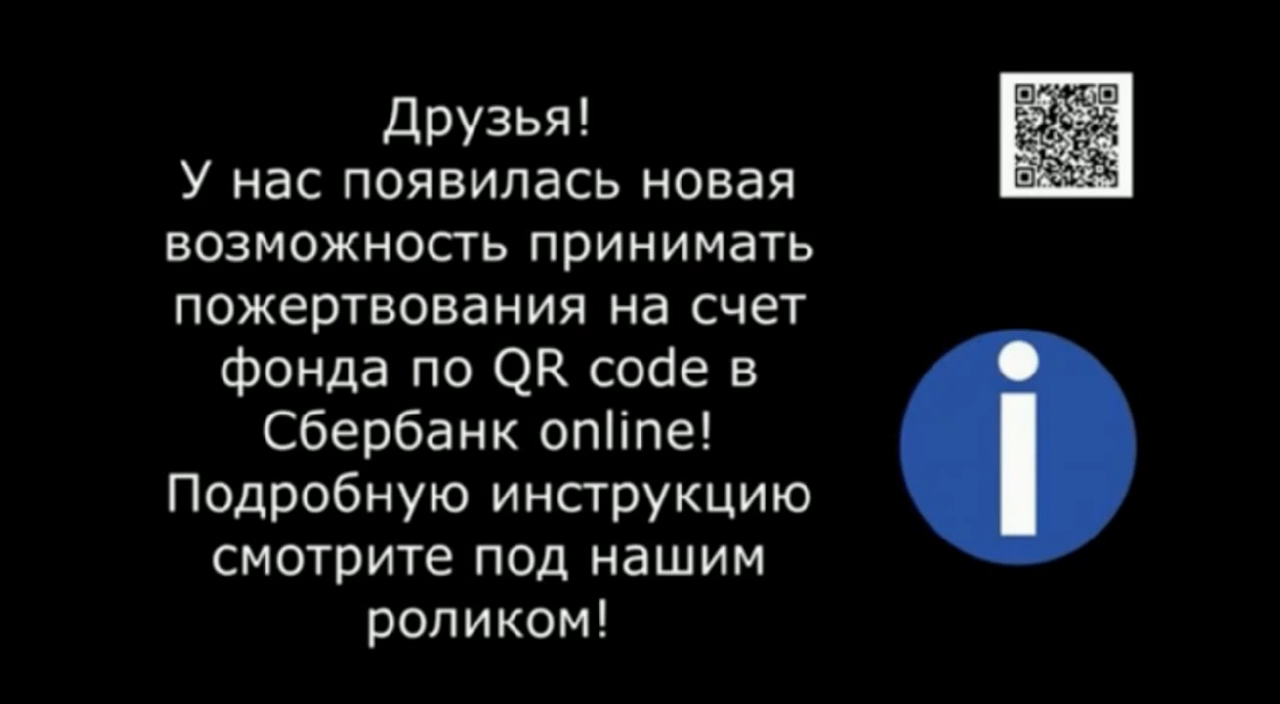 Друзья!
У нас появилась новая
возможность принимать
пожертвования на счет
фонда по QR code в
Сбербанк online!
Подробную инструкцию
смотрите под нашим
роликом!
i